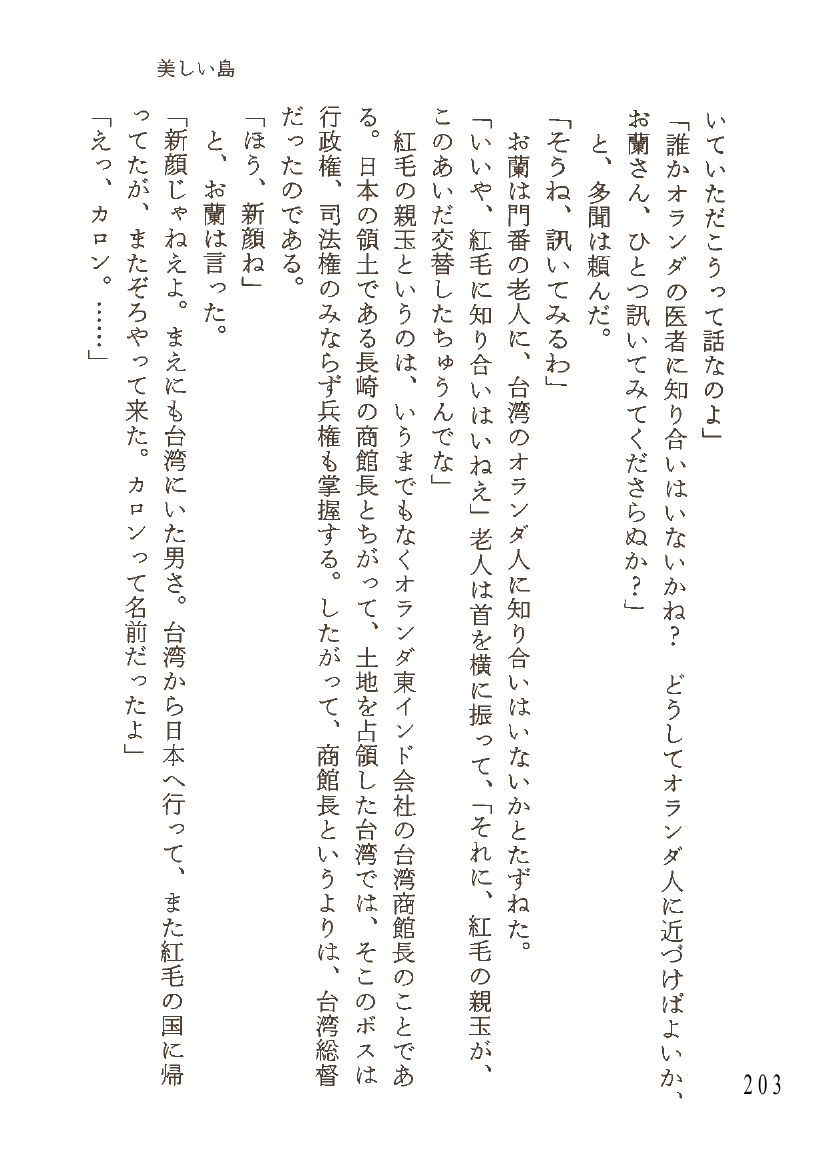 美しい島
いていただこうって話なのよ」
「誰かオランダの医者に知り合いはいないかね？　どうしてオランダ人に近づけばよいか、
お蘭さん、ひとつ訊いてみてくださらぬか？」
　と、多聞は頼んだ。
「そうね、訊いてみるわ」
　お蘭は門番の老人に、台湾のオランダ人に知り合いはいないかとたずねた。
「いいや、紅毛に知り合いはいねえ」老人は首を横に振って、「それに、紅毛の親玉が、
このあいだ交替したちゅうんでな」
　紅毛の親玉というのは、いうまでもなくオランダ東インド会社の台湾商館長のことであ
る。日本の領土である長崎の商館長とちがって、土地を占領した台湾では、そこのボスは
行政権、司法権のみならず兵権も掌握する。したがって、商館長というよりは、台湾総督
だったのである。
「ほう、新顔ね」
　と、お蘭は言った。
「新顔じゃねえよ。まえにも台湾にいた男さ。台湾から日本へ行って、また紅毛の国に帰
ってたが、またぞろやって来た。カロンって名前だったよ」
「えっ、カロン。……」
203